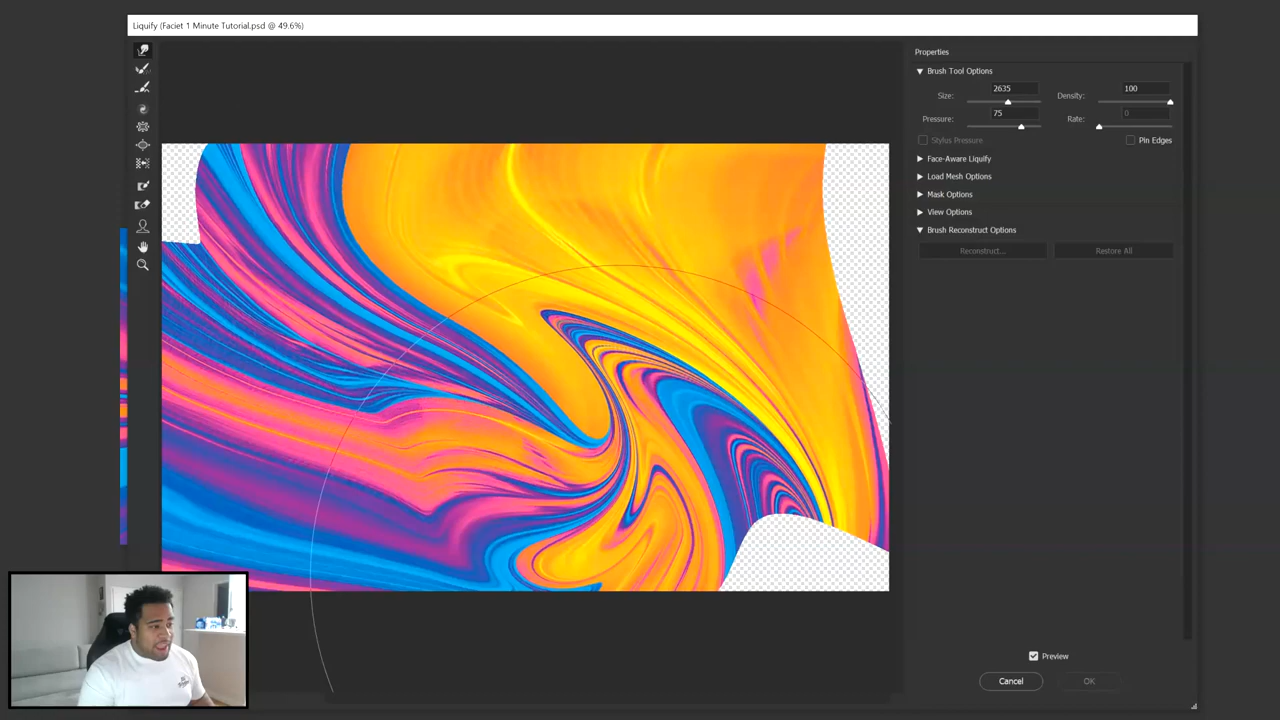 Liquify (Faciet 1 Minute Tutorial.psd @ 49.6%)
Properties
Brush Tool Options
Size: 2635 Density: 100
Pressure: 75 Rate: 0
Stylus Pressure Pin Edges
Face-Aware Liquify
Load Mesh Options
Mask Options
View Options
Brush Reconstruct Options
Reconstruct... Restore All
Preview
Cancel OK